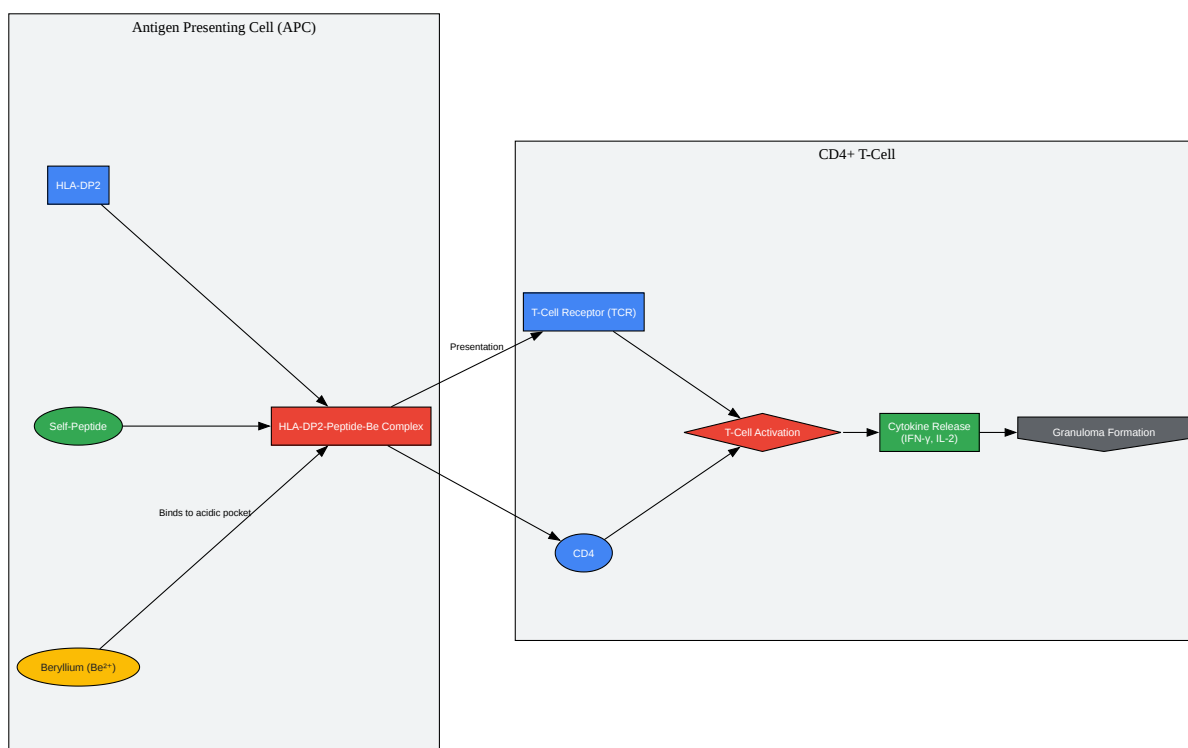 Antigen Presenting Cell (APC)
CD4+ T-Cell
HLA-DP2
T-Cell Receptor (TCR)
Presentation
Self-Peptide
HLA-DP2-Peptide-Be Complex
T-Cell Activation
Cytokine Release
(IFN-γ, IL-2)
Granuloma Formation
Binds to acidic pocket
CD4
Beryllium (Be²⁺)